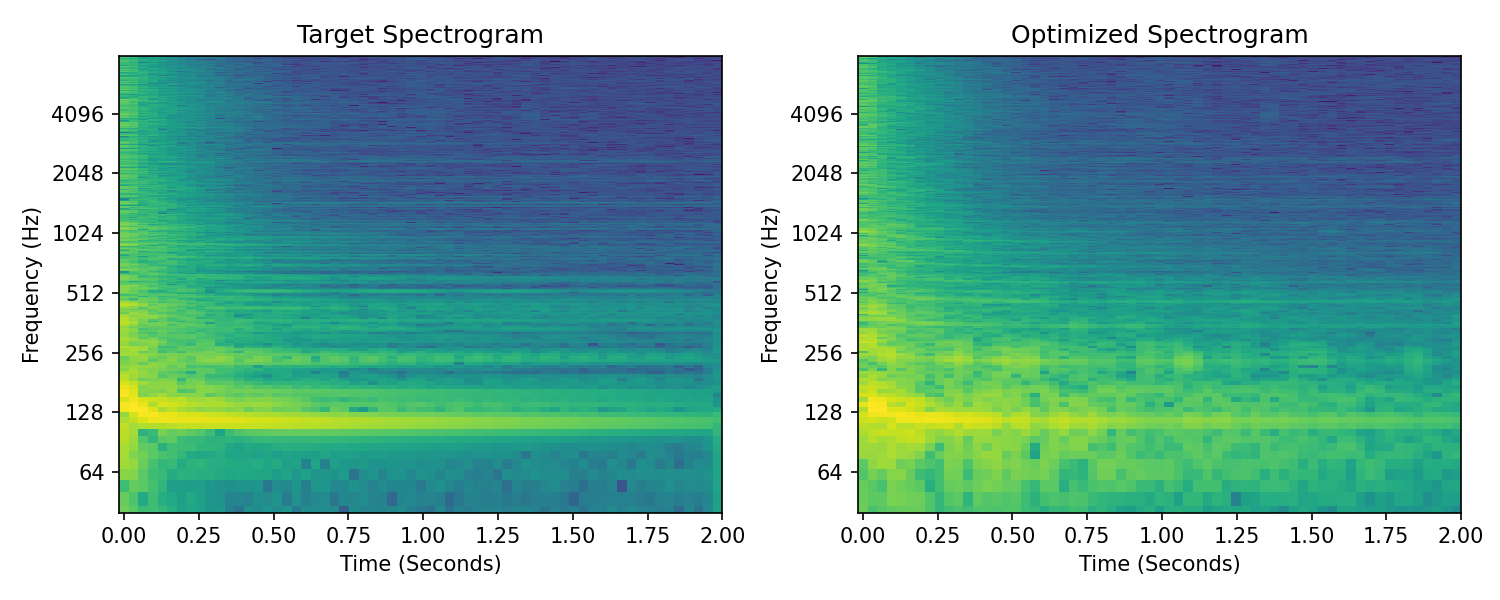 Target Spectrogram
Frequency (Hz)
4096
2048
1024
512
256
128
64
0.00 0.25 0.50 0.75 1.00 1.25 1.50 1.75 2.00
Time (Seconds)
Optimized Spectrogram
Frequency (Hz)
4096
2048
1024
512
256
128
64
0.00 0.25 0.50 0.75 1.00 1.25 1.50 1.75 2.00
Time (Seconds)